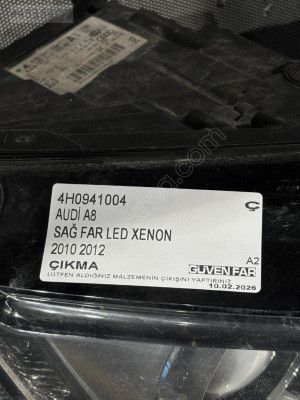 4H0941004
Ç
AUDİ A8
SAĞ FAR LED XENON
2010 2012
A2
ÇIKMA
GÜVEN FAR
LÜTFEN ALDIĞINIZ MALZEMENİN ÇIKIŞINI YAPTIRINIZ
10.02.2026